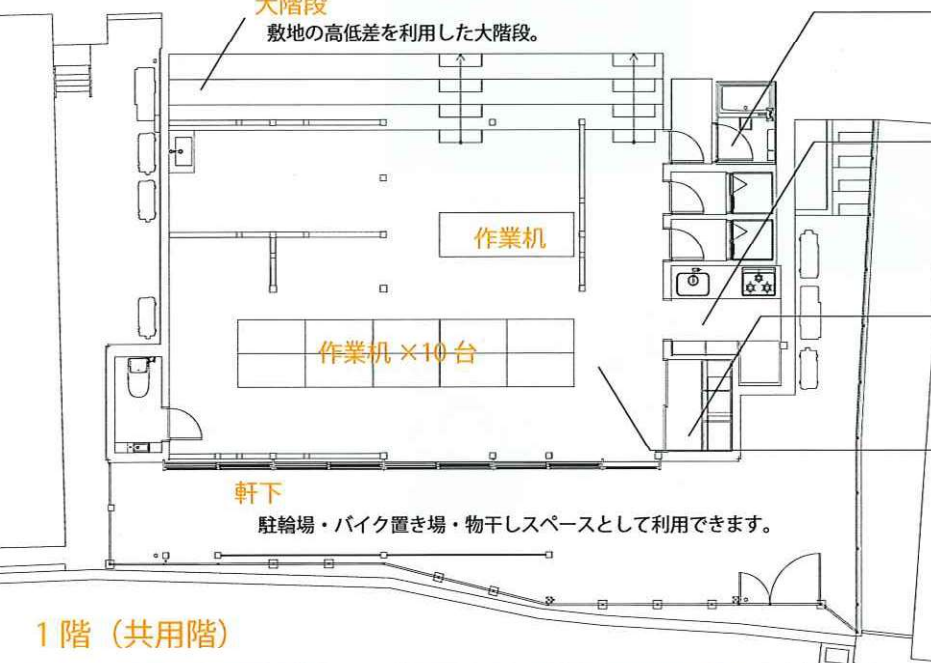 大階段
敷地の高低差を利用した大階段。
作業机
作業机 ×10 台
軒下
駐輪場・バイク置き場・物干しスペースとして利用できます。
1 階（共用階）